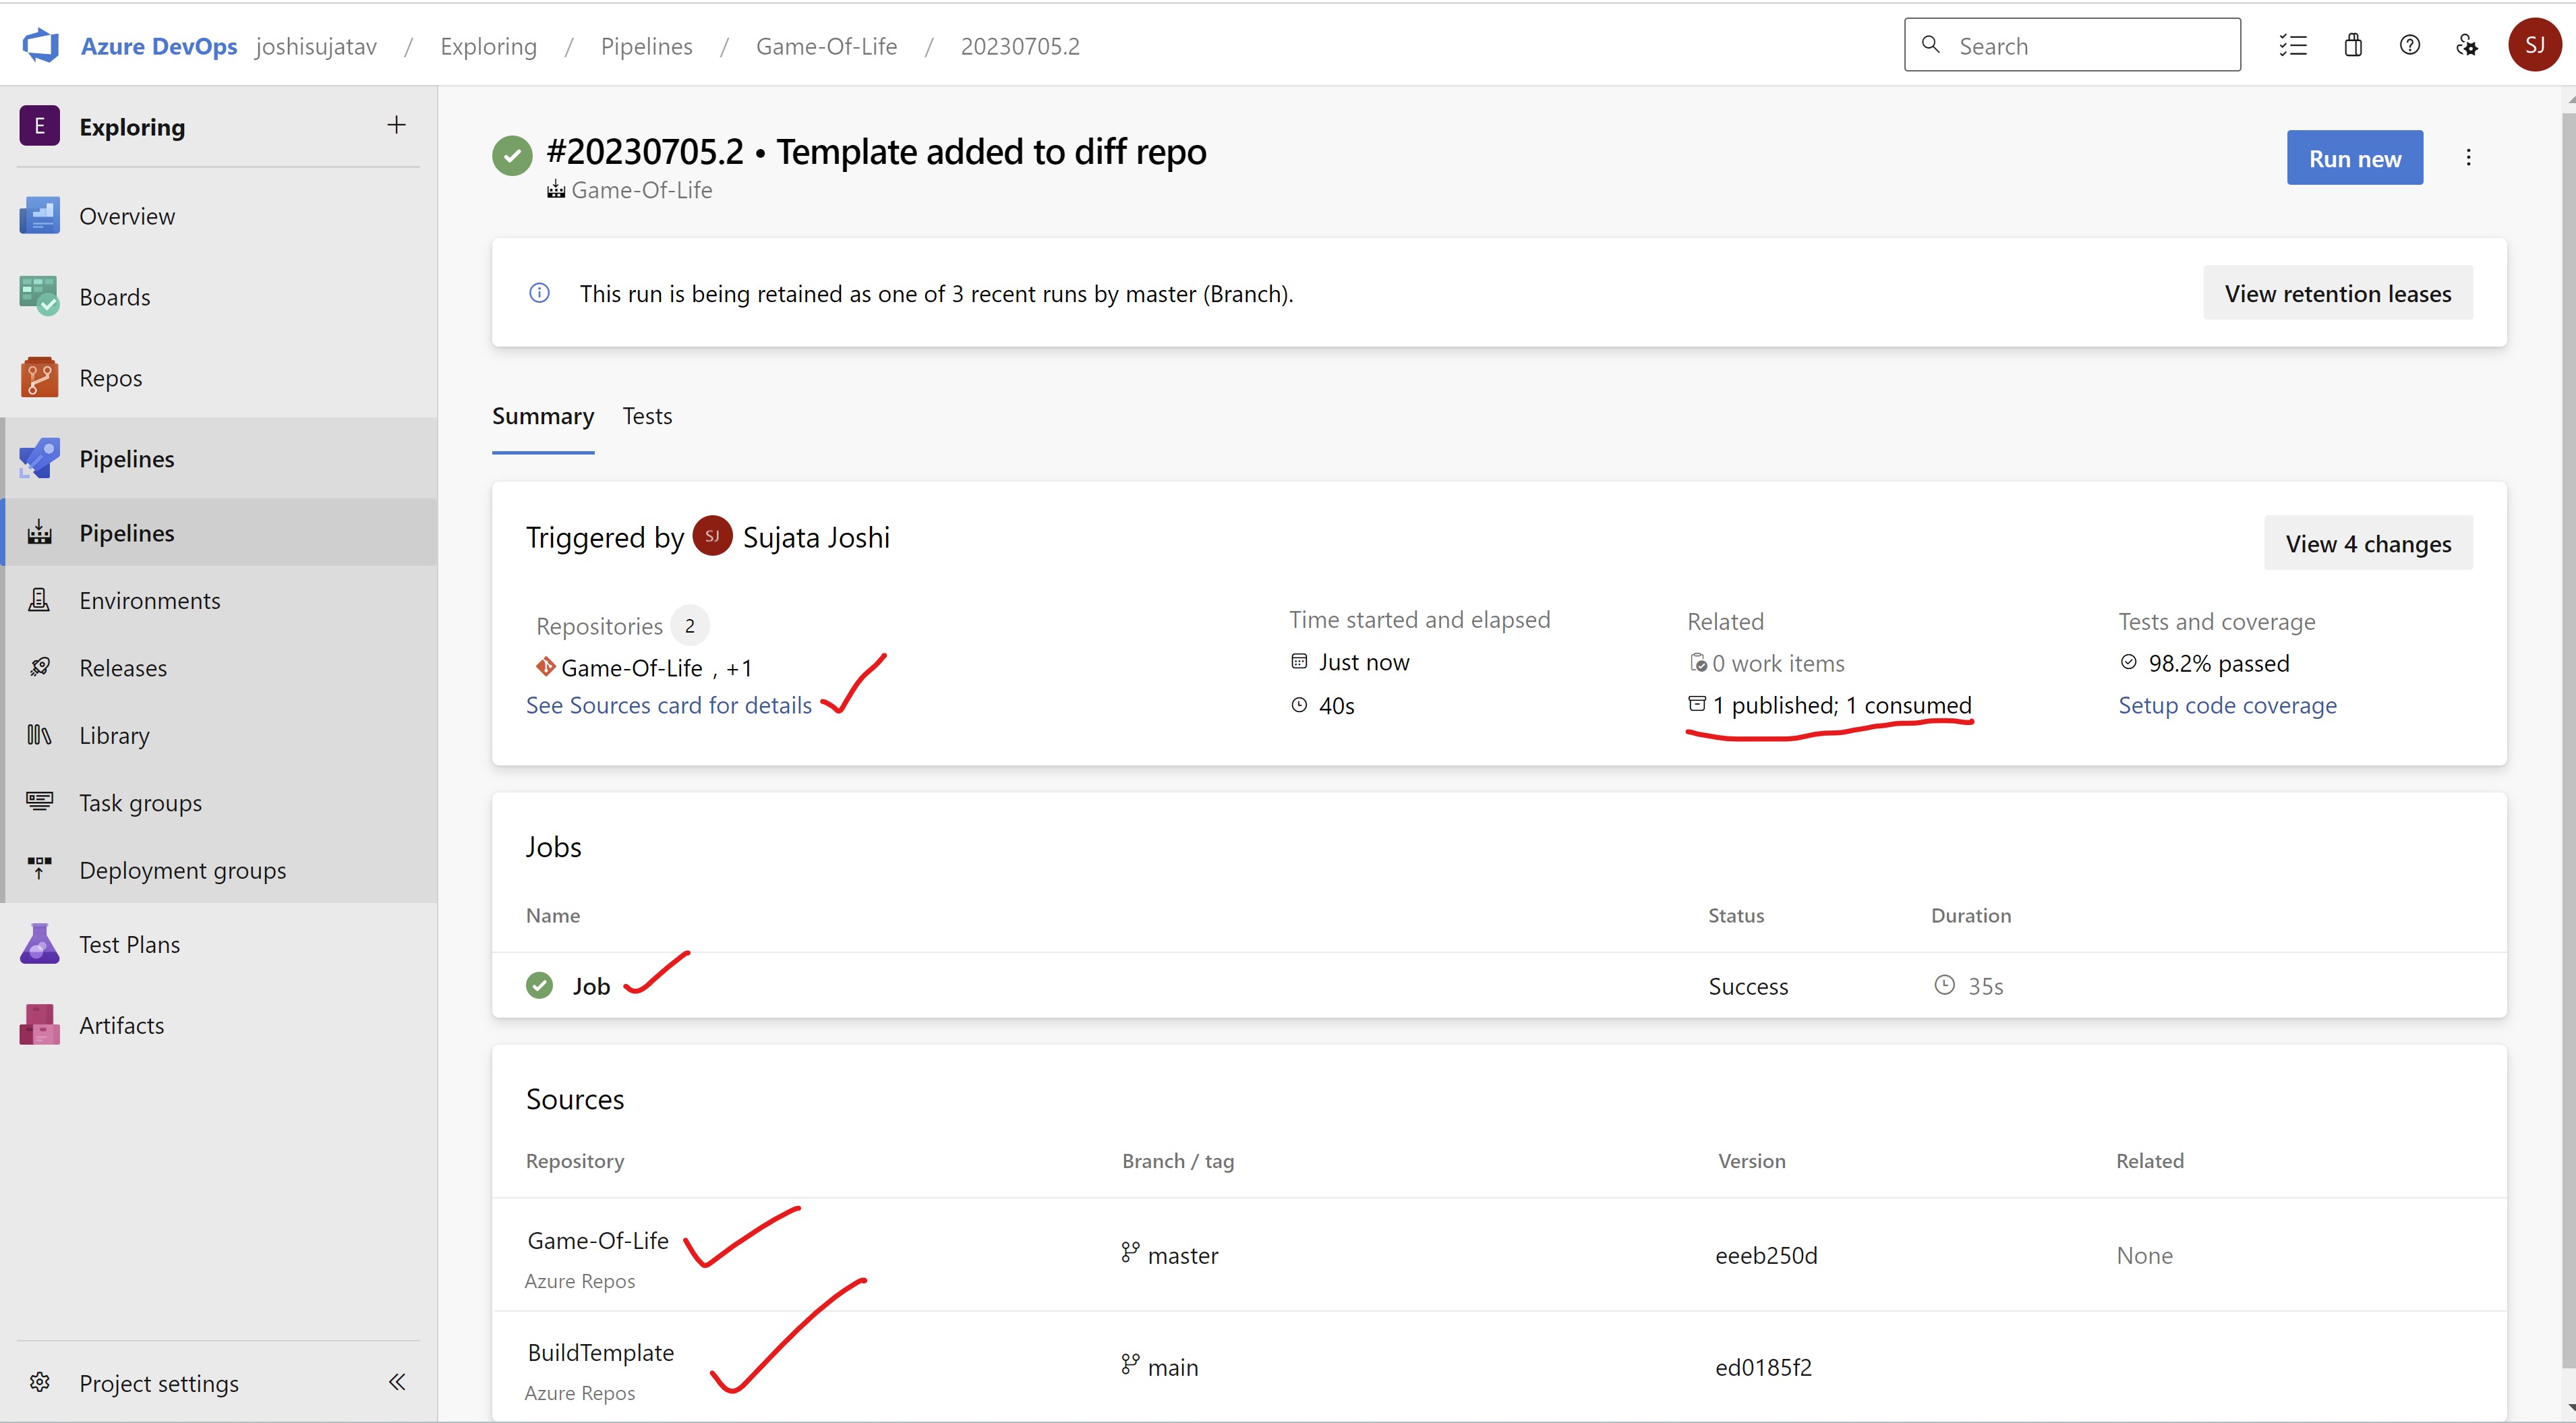 Azure DevOps joshisujatav / Exploring / Pipelines / Game-Of-Life / 20230705.2
Search
SJ
E Exploring +
Overview
Boards
Repos
Pipelines
Pipelines
Environments
Releases
Library
Task groups
Deployment groups
Test Plans
Artifacts
Project settings
#20230705.2 • Template added to diff repo
Game-Of-Life
Run new
This run is being retained as one of 3 recent runs by master (Branch).
View retention leases
Summary Tests
Triggered by SJ Sujata Joshi
View 4 changes
Repositories 2
Game-Of-Life , +1
See Sources card for details
Time started and elapsed
Just now
40s
Related
0 work items
1 published; 1 consumed
Tests and coverage
98.2% passed
Setup code coverage
Jobs
Name Status Duration
Job Success 35s
Sources
Repository Branch / tag Version Related
Game-Of-Life master eeeb250d None
Azure Repos
BuildTemplate main ed0185f2
Azure Repos